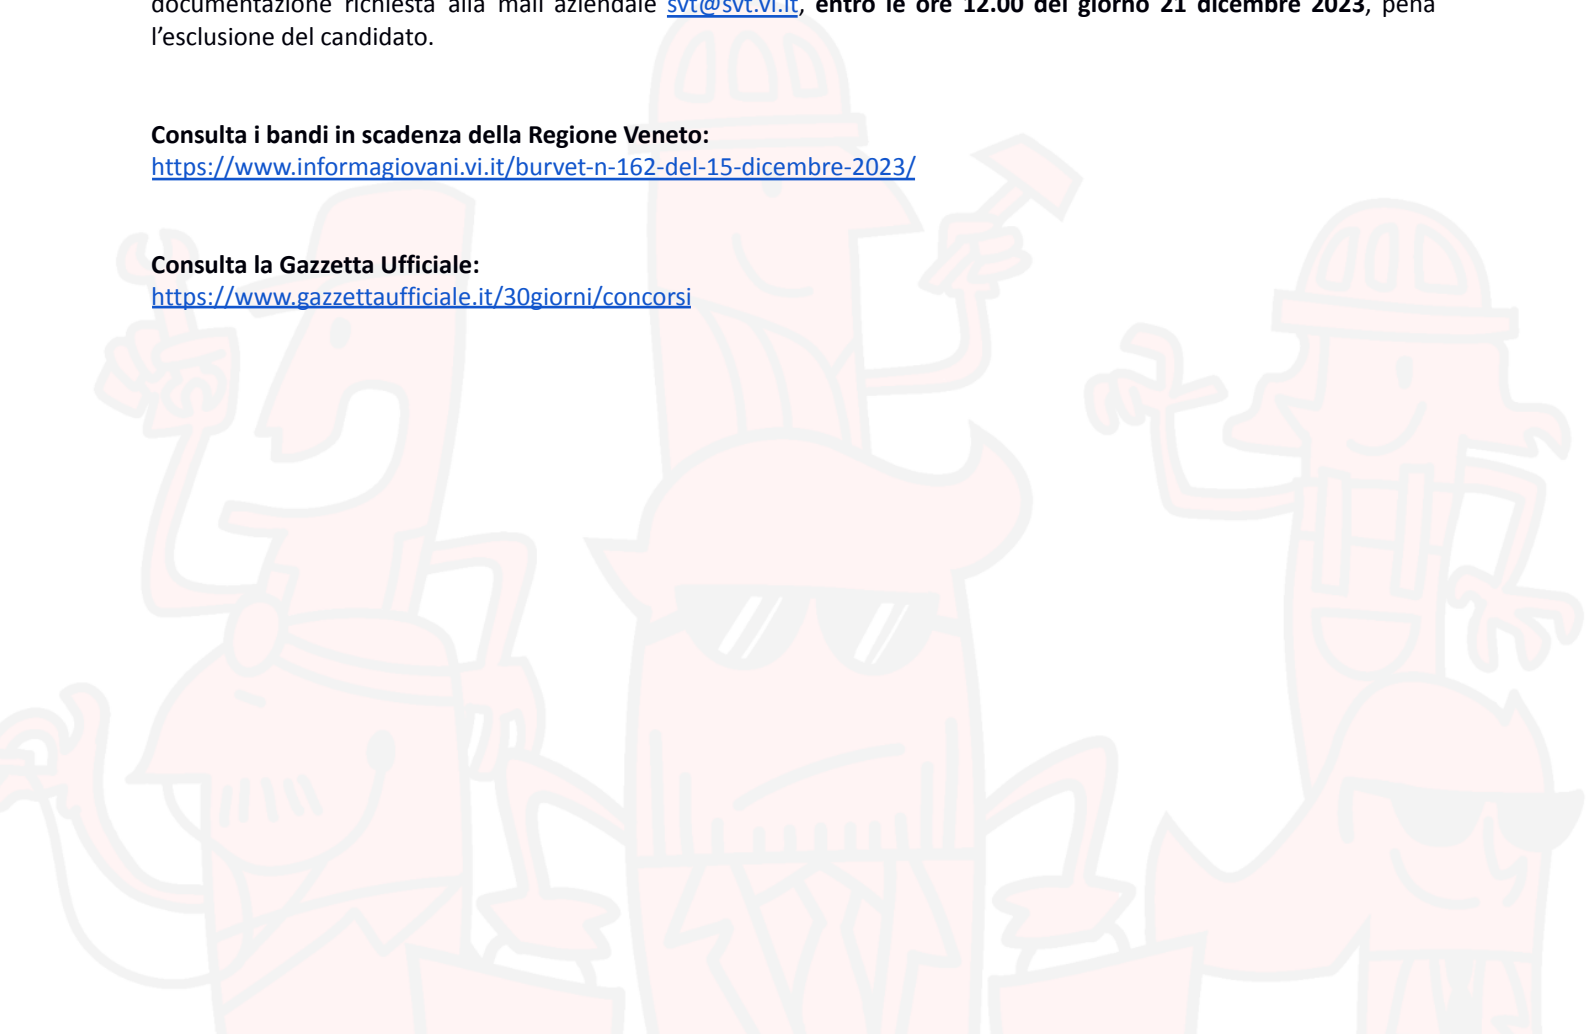 documentazione richiesta alla mail aziendale svt@svt.vi.it, entro le ore 12.00 del giorno 21 dicembre 2023, pena
l’esclusione del candidato.
Consulta i bandi in scadenza della Regione Veneto:
https://www.informagiovani.vi.it/burvet-n-162-del-15-dicembre-2023/
Consulta la Gazzetta Ufficiale:
https://www.gazzettaufficiale.it/30giorni/concorsi